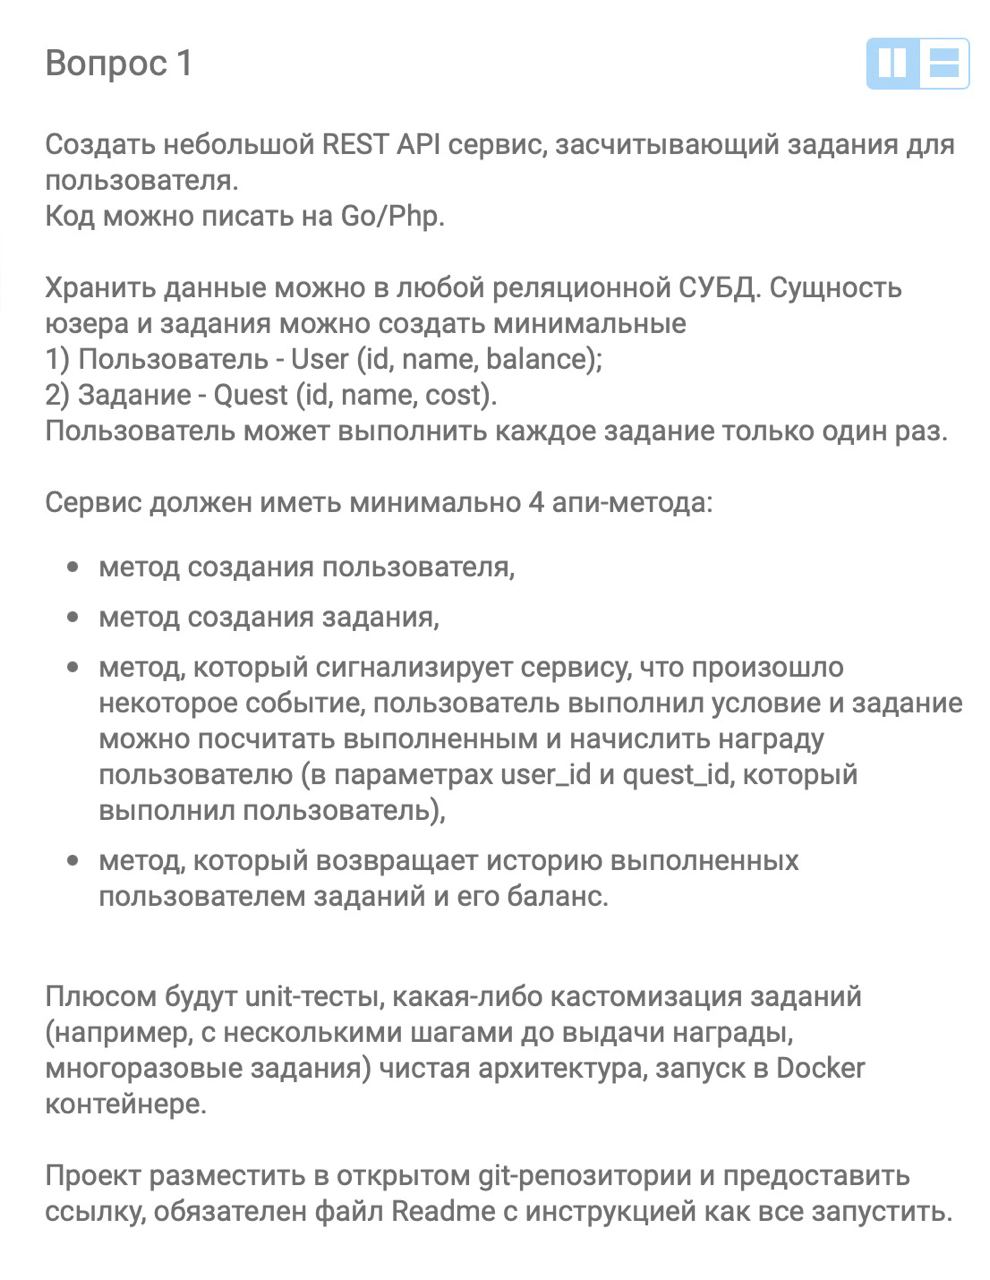 Вопрос 1
Создать небольшой REST API сервис, засчитывающий задания для
пользователя.
Код можно писать на Go/Php.
Хранить данные можно в любой реляционной СУБД. Сущность
юзера и задания можно создать минимальные
1) Пользователь - User (id, name, balance);
2) Задание - Quest (id, name, cost).
Пользователь может выполнить каждое задание только один раз.
Сервис должен иметь минимально 4 апи-метода:
• метод создания пользователя,
• метод создания задания,
• метод, который сигнализирует сервису, что произошло
некоторое событие, пользователь выполнил условие и задание
можно посчитать выполненным и начислить награду
пользователю (в параметрах user_id и quest_id, который
выполнил пользователь),
• метод, который возвращает историю выполненных
пользователем заданий и его баланс.
Плюсом будут unit-тесты, какая-либо кастомизация заданий
(например, с несколькими шагами до выдачи награды,
многоразовые задания) чистая архитектура, запуск в Docker
контейнере.
Проект разместить в открытом git-репозитории и предоставить
ссылку, обязателен файл Readme с инструкцией как все запустить.